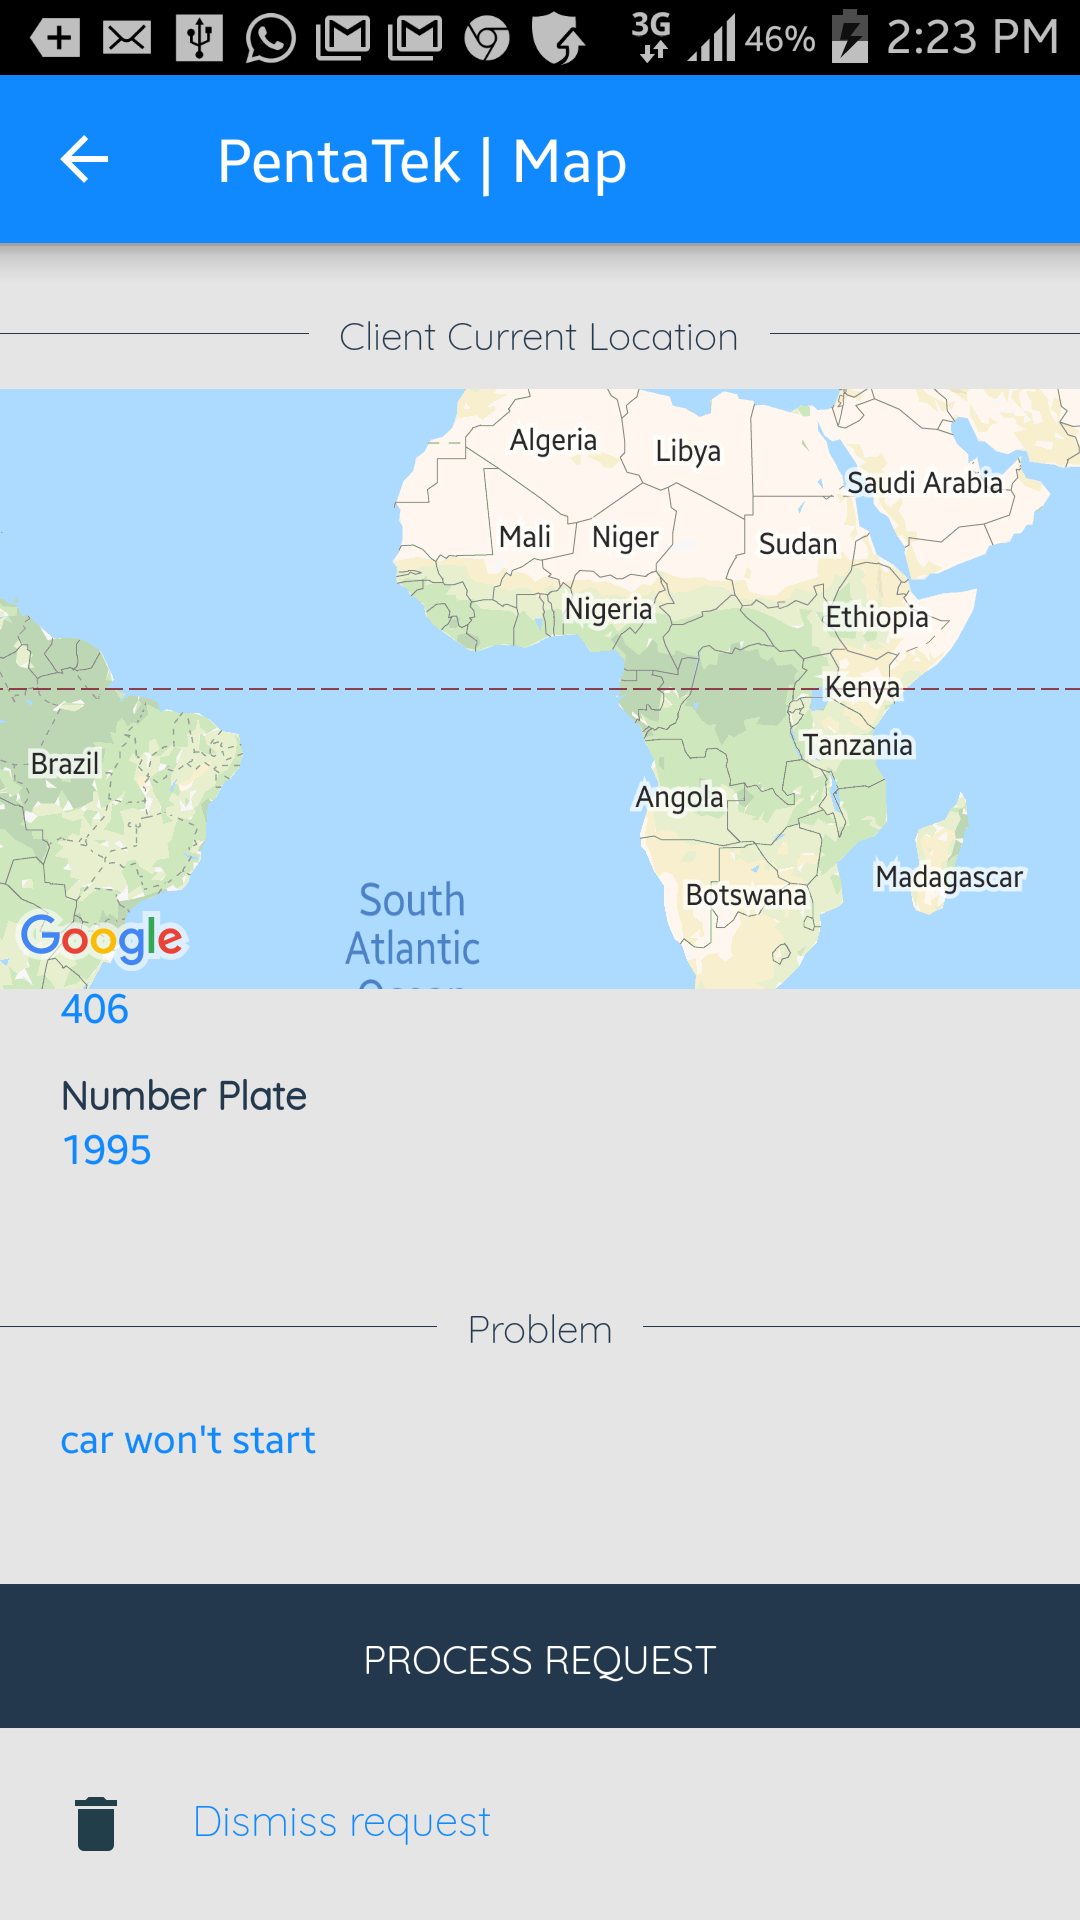 3G
46%
2:23 PM
PentaTek | Map
Client Current Location
Algeria
Libya
Saudi Arabia
Mali
Niger
Sudan
Nigeria
Ethiopia
Kenya
Brazil
Tanzania
Angola
Madagascar
Botswana
South
Atlantic
Ocean
Google
406
Number Plate
1995
Problem
car won't start
PROCESS REQUEST
Dismiss request